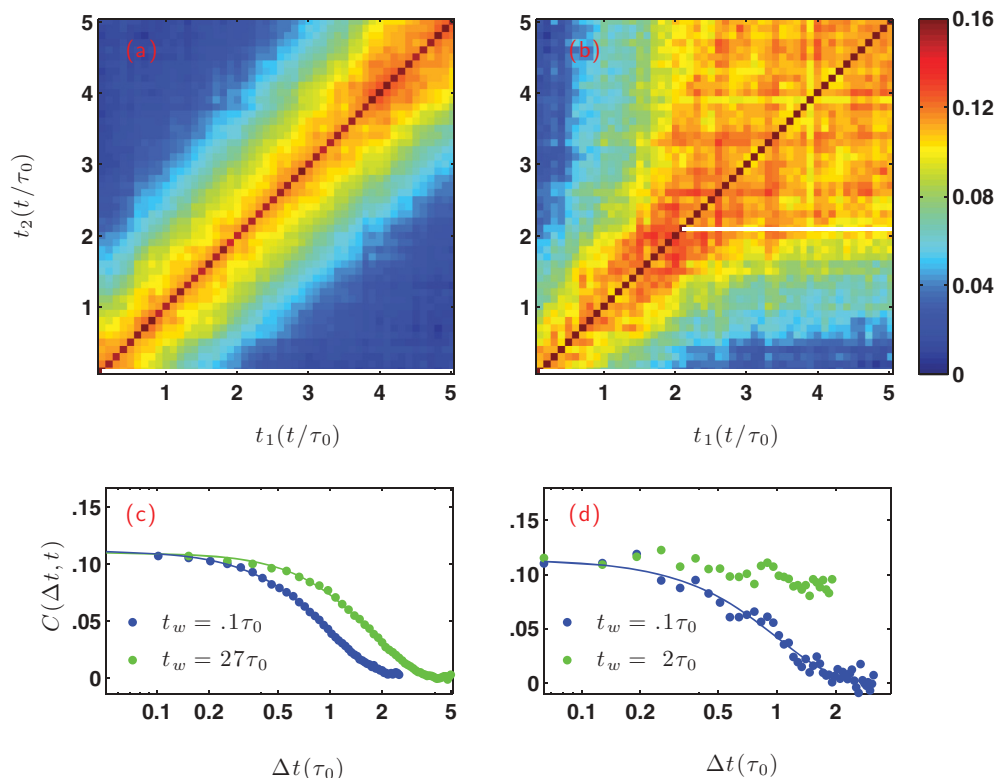 (a)
5
4
3
2
1
t₂(t/τ₀)
1 2 3 4 5
t₁(t/τ₀)
(b)
5
4
3
2
1
1 2 3 4 5
t₁(t/τ₀)
0.16
0.12
0.08
0.04
0
(c)
.15
.10
.05
0
C(Δt, t)
t_w = .1τ₀
t_w = 27τ₀
0.1 0.2 0.5 1 2 5
Δt(τ₀)
(d)
.15
.10
.05
0
t_w = .1τ₀
t_w = 2τ₀
0.1 0.2 0.5 1 2
Δt(τ₀)